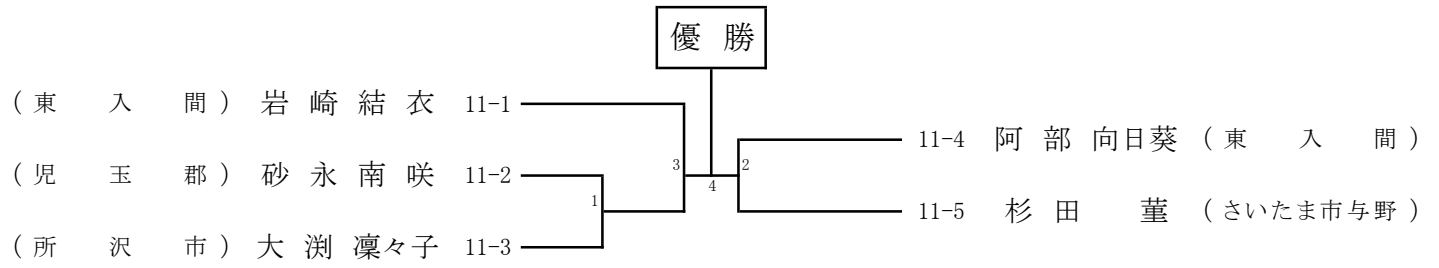 優 勝
( 東 入 間 ) 岩 崎 結 衣 11-1
( 児 玉 郡 ) 砂 永 南 咲 11-2
( 所 沢 市 ) 大 渕 凜々子 11-3
1
3
4
2
11-4 阿 部 向日葵 ( 東 入 間 )
11-5 杉 田 菫 ( さいたま市与野 )